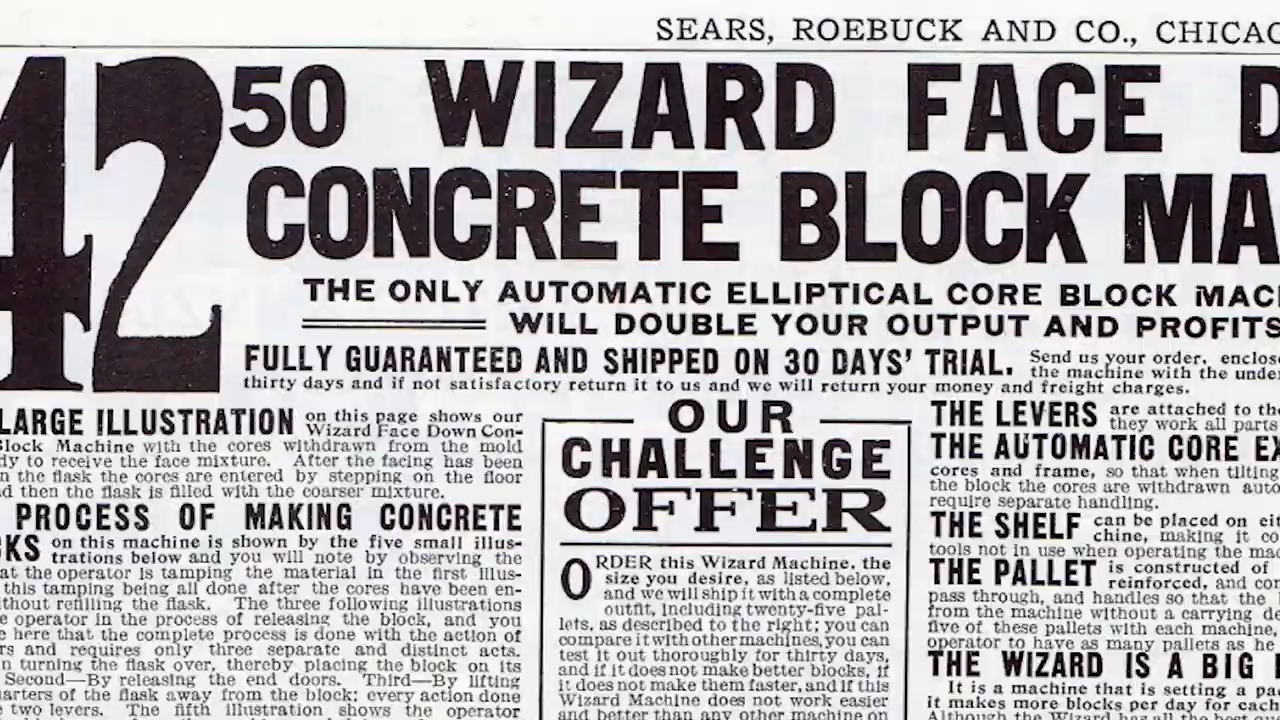 SEARS, ROEBUCK AND CO., CHICAG
42 50 WIZARD FACE D
CONCRETE BLOCK MA
THE ONLY AUTOMATIC ELLIPTICAL CORE BLOCK MACH
WILL DOUBLE YOUR OUTPUT AND PROFITS
FULLY GUARANTEED AND SHIPPED ON 30 DAYS' TRIAL. Send us your order, enclose
the machine with the under
thirty days and if not satisfactory return it to us and we will return your money and freight charges.
LARGE ILLUSTRATION on this page shows our
Wizard Face Down Con-
Block Machine with the cores withdrawn from the mold
dy to receive the face mixture. After the facing has been
n the flask the cores are entered by stepping on the floor
d then the flask is filled with the coarser mixture.
PROCESS OF MAKING CONCRETE
CKS on this machine is shown by the five small illus-
trations below and you will note by observing the
at the operator is tamping the material in the first illus-
this tamping being all done after the cores have been en-
ithout refilling the flask. The three following illustrations
e operator in the process of releasing the block, and you
e here that the complete process is done with the action of
rs and requires only three separate and distinct acts.
n turning the flask over, thereby placing the block on its
Second—By releasing the end doors. Third—By lifting
uarters of the flask away from the block; every action done
e two levers. The fifth illustration shows the operator
OUR
CHALLENGE
OFFER
ORDER this Wizard Machine, the
size you desire, as listed below,
and we will ship it with a complete
outfit, including twenty-five pal-
lets, as described to the right; you can
compare it with other machines, you can
test it out thoroughly for thirty days,
and if it does not make better blocks, if
it does not make them faster, and if this
Wizard Machine does not work easier
and better than any other machine on
THE LEVERS are attached to the
they work all parts
THE AUTOMATIC CORE EX
cores and frame, so that when tilting
the block the cores are withdrawn auto
require separate handling.
THE SHELF can be placed on eit
chine, making it co
tools not in use when operating the mac
THE PALLET is constructed of
reinforced, and con
pass through, and handles so that the
from the machine without a carrying de
five of these pallets with each machine,
operator to have as many pallets as he
THE WIZARD IS A BIG
It is a machine that is setting a pa
it makes more blocks per day for each
Although the Wizard has all the best